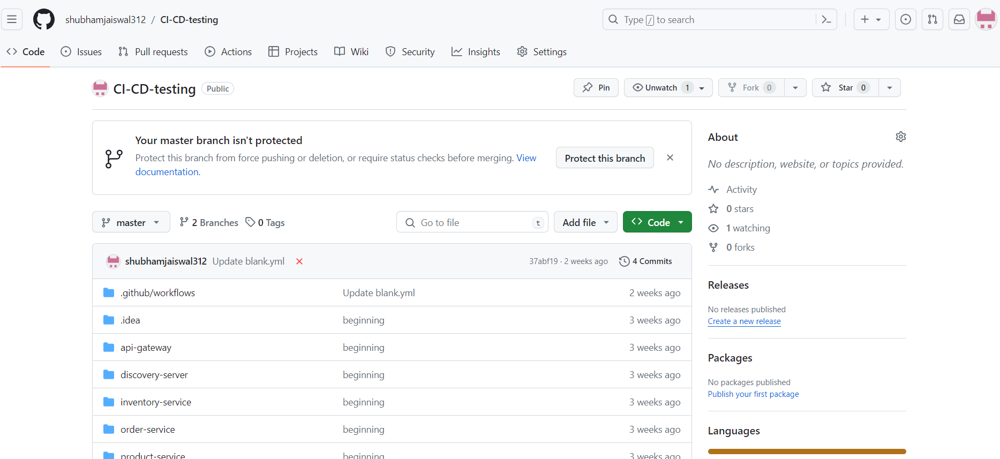 shubhamjaiswal312 / CI-CD-testing
Type / to search
Code
Issues
Pull requests
Actions
Projects
Wiki
Security
Insights
Settings
CI-CD-testing Public
Pin
Unwatch 1
Fork 0
Star 0
Your master branch isn't protected
Protect this branch from force pushing or deletion, or require status checks before merging. View
documentation.
Protect this branch
master
2 Branches
0 Tags
Go to file t
Add file
Code
shubhamjaiswal312 Update blank.yml
37abf19 · 2 weeks ago
4 Commits
.github/workflows Update blank.yml 2 weeks ago
.idea beginning 3 weeks ago
api-gateway beginning 3 weeks ago
discovery-server beginning 3 weeks ago
inventory-service beginning 3 weeks ago
order-service beginning 3 weeks ago
product-service beginning 3 weeks ago
About
No description, website, or topics provided.
Activity
0 stars
1 watching
0 forks
Releases
No releases published
Create a new release
Packages
No packages published
Publish your first package
Languages